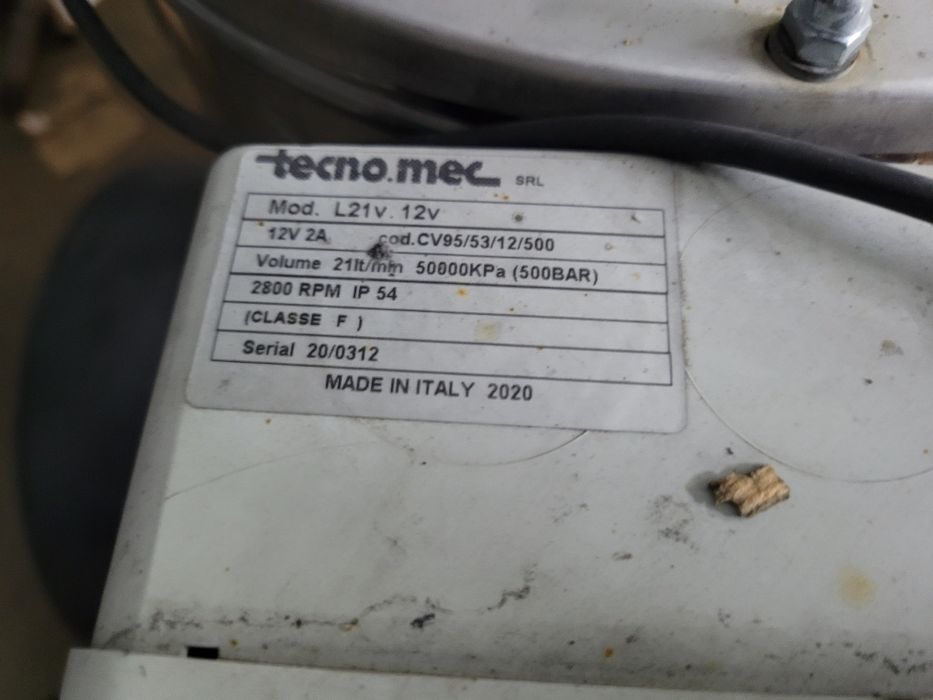 tecno.mec SRL
Mod. L21v. 12v
12V 2A cod.CV95/53/12/500
Volume 21lt/min 50000KPa (500BAR)
2800 RPM IP 54
(CLASSE F )
Serial 20/0312
MADE IN ITALY 2020